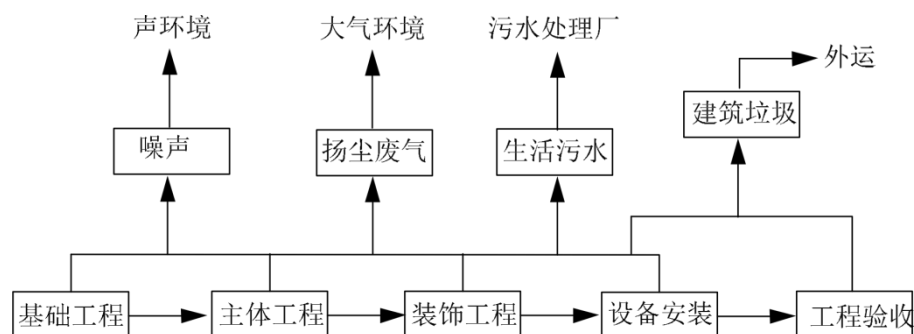 声环境
大气环境
污水处理厂
外运
建筑垃圾
噪声
扬尘废气
生活污水
基础工程
主体工程
装饰工程
设备安装
工程验收